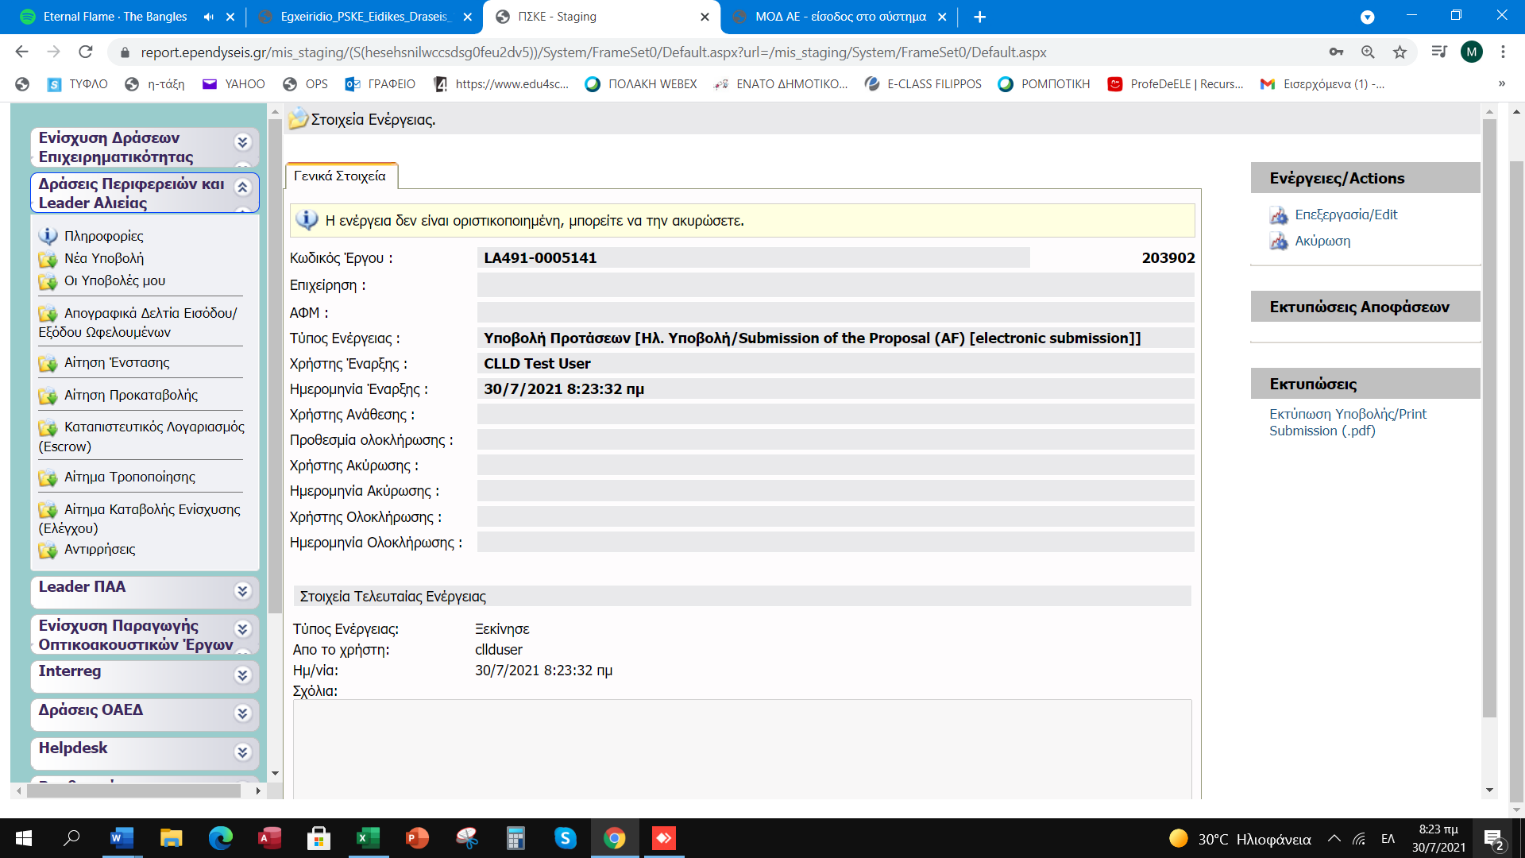 Eternal Flame · The Bangles
Egxeiridio_PSKE_Eidikes_Draseis_
ΠΣΚΕ - Staging
ΜΟΔ ΑΕ - είσοδος στο σύστημα
report.ependyseis.gr/mis_staging/(S(hesehsnilwccsdsg0feu2dv5))/System/FrameSet0/Default.aspx?url=/mis_staging/System/FrameSet0/Default.aspx
M
ΤΥΦΛΟ
η-τάξη
YAHOO
OPS
ΓΡΑΦΕΙΟ
https://www.edu4sc...
ΠΟΛΑΚΗ WEBEX
ΕΝΑΤΟ ΔΗΜΟΤΙΚΟ...
E-CLASS FILIPPOS
ΡΟΜΠΟΤΙΚΗ
ProfeDeELE | Recurs...
Εισερχόμενα (1) -...
»
Ενίσχυση Δράσεων
Επιχειρηματικότητας
Δράσεις Περιφερειών και
Leader Αλιείας
Πληροφορίες
Νέα Υποβολή
Οι Υποβολές μου
Απογραφικά Δελτία Εισόδου/
Εξόδου Ωφελουμένων
Αίτηση Ένστασης
Αίτηση Προκαταβολής
Καταπιστευτικός Λογαριασμός
(Escrow)
Αίτημα Τροποποίησης
Αίτημα Καταβολής Ενίσχυσης
(Ελέγχου)
Αντιρρήσεις
Leader ΠΑΑ
Ενίσχυση Παραγωγής
Οπτικοακουστικών Έργων
Interreg
Δράσεις ΟΑΕΔ
Helpdesk
Στοιχεία Ενέργειας.
Γενικά Στοιχεία
Η ενέργεια δεν είναι οριστικοποιημένη, μπορείτε να την ακυρώσετε.
Κωδικός Έργου : LA491-0005141 203902
Επιχείρηση :
ΑΦΜ :
Τύπος Ενέργειας : Υποβολή Προτάσεων [Ηλ. Υποβολή/Submission of the Proposal (AF) [electronic submission]]
Χρήστης Έναρξης : CLLD Test User
Ημερομηνία Έναρξης : 30/7/2021 8:23:32 πμ
Χρήστης Ανάθεσης :
Προθεσμία ολοκλήρωσης :
Χρήστης Ακύρωσης :
Ημερομηνία Ακύρωσης :
Χρήστης Ολοκλήρωσης :
Ημερομηνία Ολοκλήρωσης :
Στοιχεία Τελευταίας Ενέργειας
Τύπος Ενέργειας: Ξεκίνησε
Απο το χρήστη: cllduser
Ημ/νία: 30/7/2021 8:23:32 πμ
Σχόλια:
Ενέργειες/Actions
Επεξεργασία/Edit
Ακύρωση
Εκτυπώσεις Αποφάσεων
Εκτυπώσεις
Εκτύπωση Υποβολής/Print
Submission (.pdf)
30°C Ηλιοφάνεια
ΕΛ
8:23 πμ
30/7/2021
2